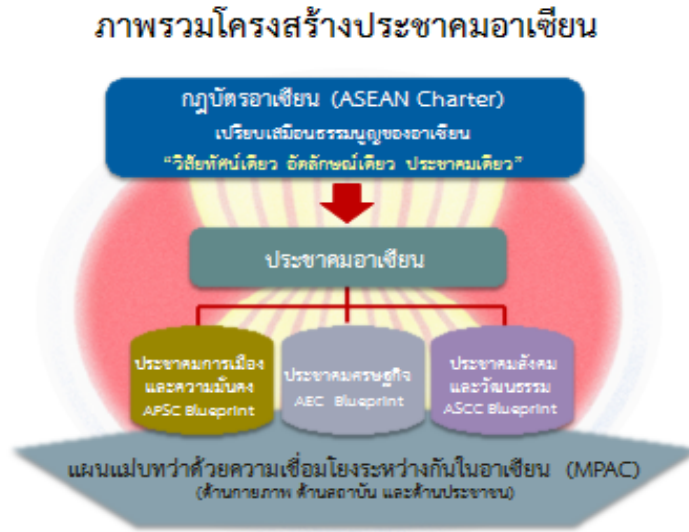 ภาพรวมโครงสร้างประชาคมอาเซียน
กฎบัตรอาเซียน (ASEAN Charter)
เปรียบเสมือนธรรมนูญของอาเซียน
“วิสัยทัศน์เดียว อัตลักษณ์เดียว ประชาคมเดียว”
ประชาคมอาเซียน
ประชาคมการเมือง
และความมั่นคง
APSC Blueprint
ประชาคมเศรษฐกิจ
AEC Blueprint
ประชาคมสังคม
และวัฒนธรรม
ASCC Blueprint
แผนแม่บทว่าด้วยความเชื่อมโยงระหว่างกันในอาเซียน (MPAC)
(ด้านกายภาพ ด้านสถาบัน และด้านประชาชน)